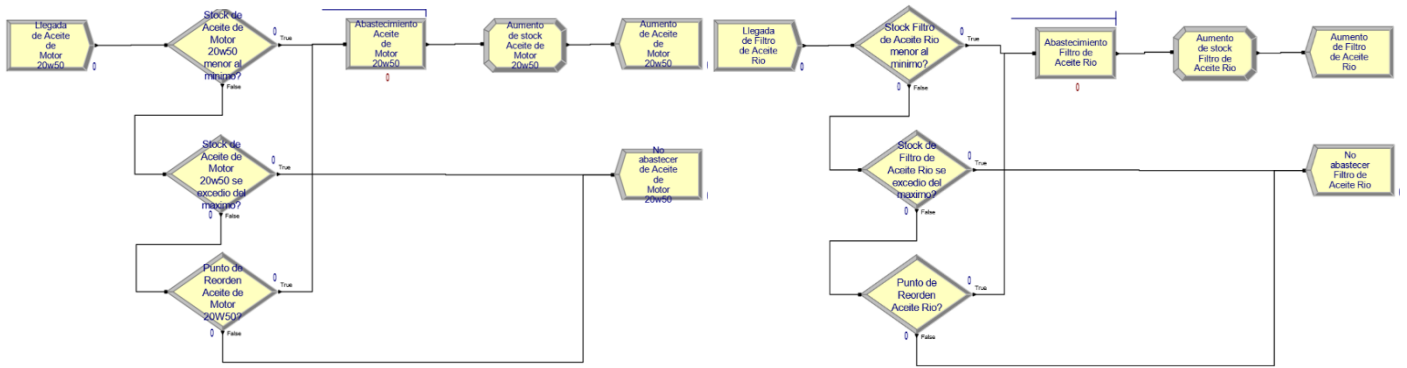 Llegada
de Aceite
de
Motor
20w50
0
Stock de
Aceite de
Motor
20w50
menor al
minimo?
0
True
0
False
Abastecimiento
Aceite
de
Motor
20w50
0
Aumento
de stock
Aceite de
Motor
20w50
Aumento
de Aceite
de
Motor
20w50
Stock de
Aceite de
Motor
20w50 se
excedio del
maximo?
0
True
0
False
No
abastecer
de Aceite
de
Motor
20w50
Punto de
Reorden
Aceite de
Motor
20W50?
0
True
0
False
Llegada
de Filtro
de Aceite
Rio
0
Stock Filtro
de Aceite Rio
menor al
minimo?
0
True
0
False
Abastecimiento
Filtro de
Aceite Rio
0
Aumento
de stock
Filtro de
Aceite Rio
Aumento
de Filtro
de Aceite
Rio
Stock de
Filtro de
Aceite Rio se
excedio del
maximo?
0
True
0
False
No
abastecer
Filtro de
Aceite Rio
Punto de
Reorden
Aceite Rio?
0
True
0
False